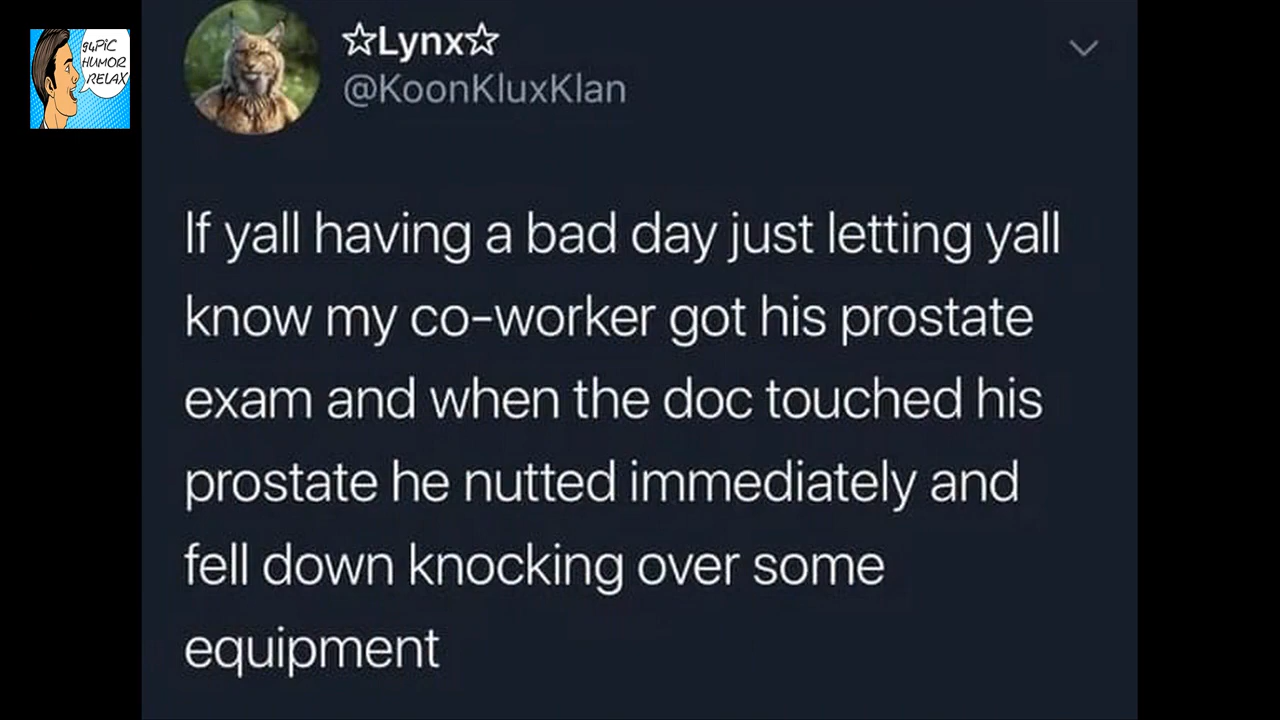 94PIC
HUMOR
RELAX
☆Lynx☆
@KoonKluxKlan
If yall having a bad day just letting yall
know my co-worker got his prostate
exam and when the doc touched his
prostate he nutted immediately and
fell down knocking over some
equipment